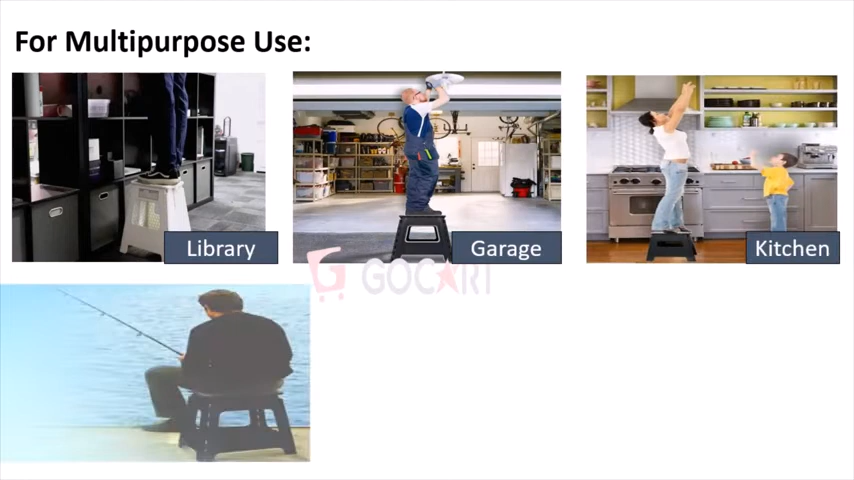 For Multipurpose Use:
Library
Garage
Kitchen
GOCART